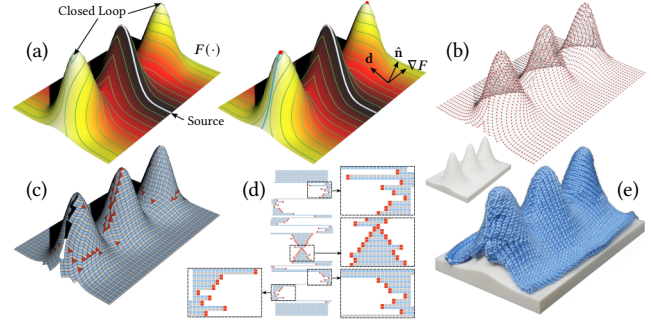 Closed Loop
(a)
F(·)
Source
d
n̂
∇F
(b)
(c)
(d)
(e)